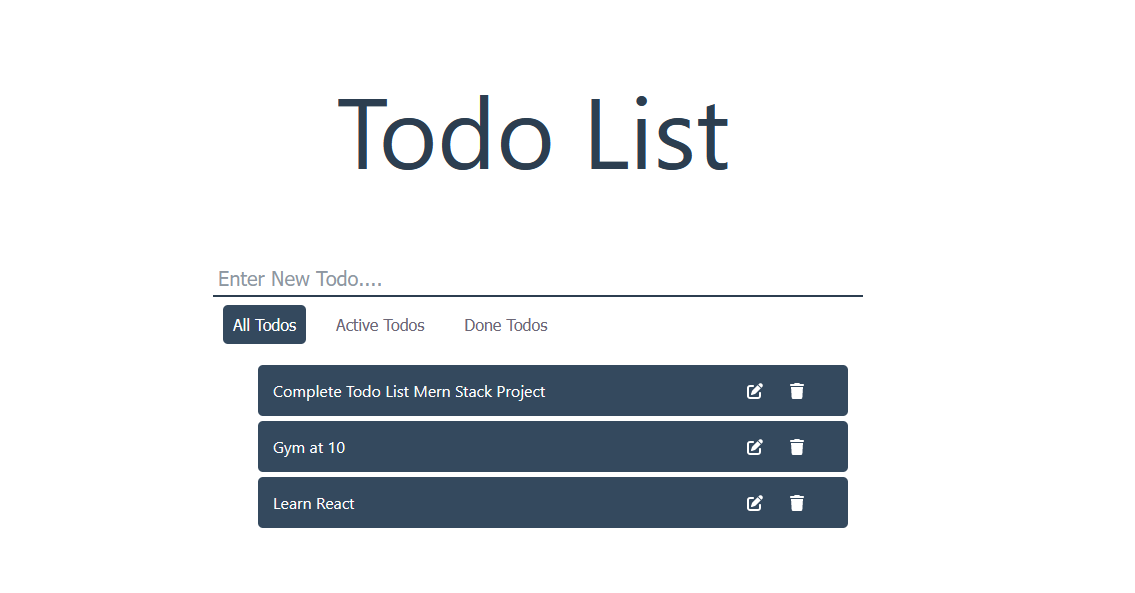 Todo List
Enter New Todo....
All Todos Active Todos Done Todos
Complete Todo List Mern Stack Project
Gym at 10
Learn React